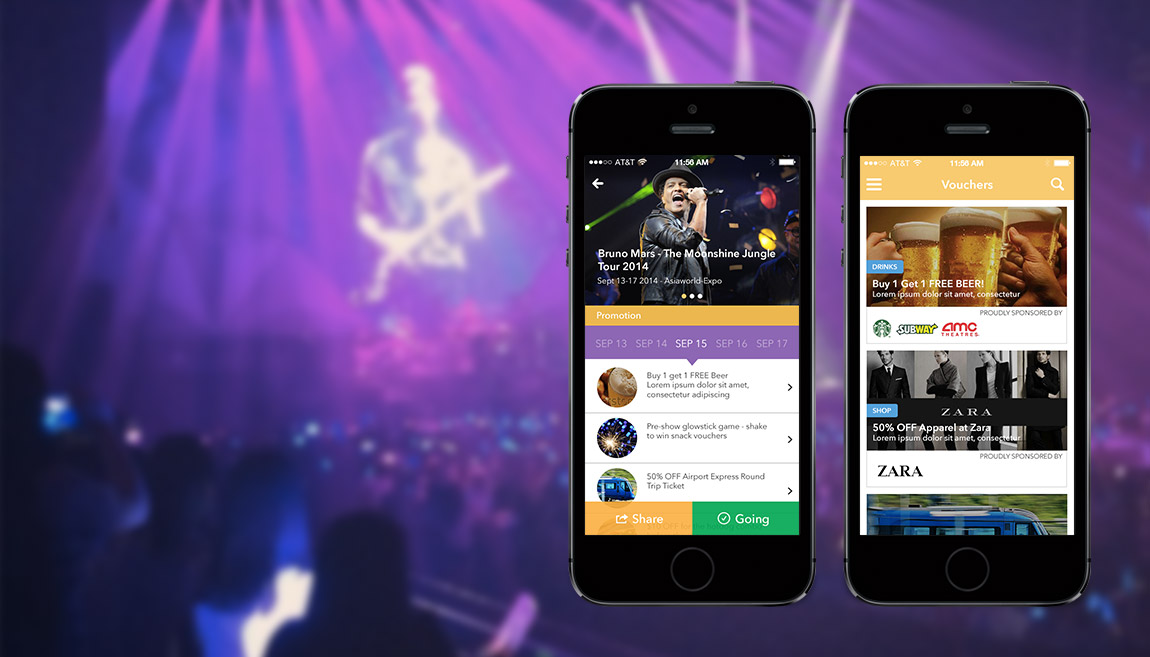 AT&T 11:56 AM
Bruno Mars - The Moonshine Jungle
Tour 2014
Sept 13-17 2014 - Asiaworld-Expo
Promotion
SEP 13 SEP 14 SEP 15 SEP 16 SEP 17
Buy 1 get 1 FREE Beer
Lorem ipsum dolor sit amet,
consectetur adipiscing
Pre-show glowstick game - shake
to win snack vouchers
50% OFF Airport Express Round
Trip Ticket
Share Going
AT&T 11:56 AM
Vouchers
DRINKS
Buy 1 Get 1 FREE BEER!
Lorem ipsum dolor sit amet, consectetur
PROUDLY SPONSORED BY
SUBWAY amc
THEATRES
ZARA
SHOP
50% OFF Apparel at Zara
Lorem ipsum dolor sit amet, consectetur
PROUDLY SPONSORED BY
ZARA